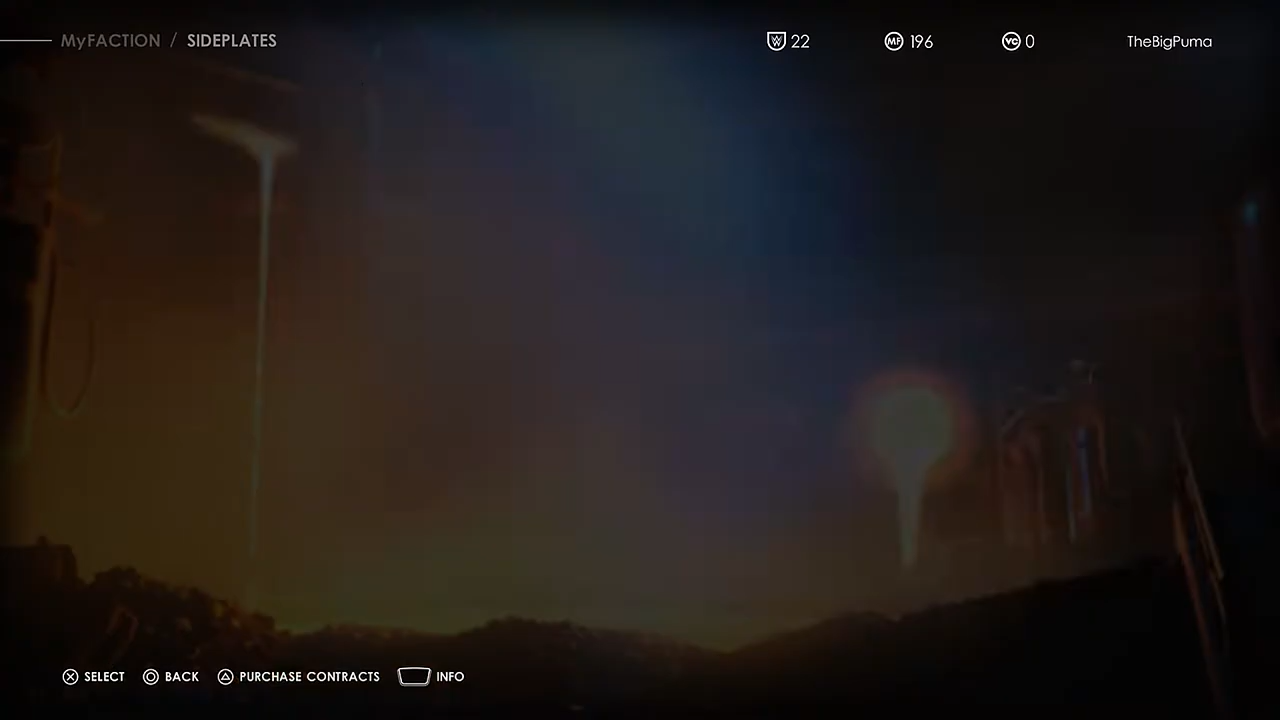 MyFACTION / SIDEPLATES
22
MF 196
VC 0
TheBigPuma
SELECT BACK PURCHASE CONTRACTS INFO